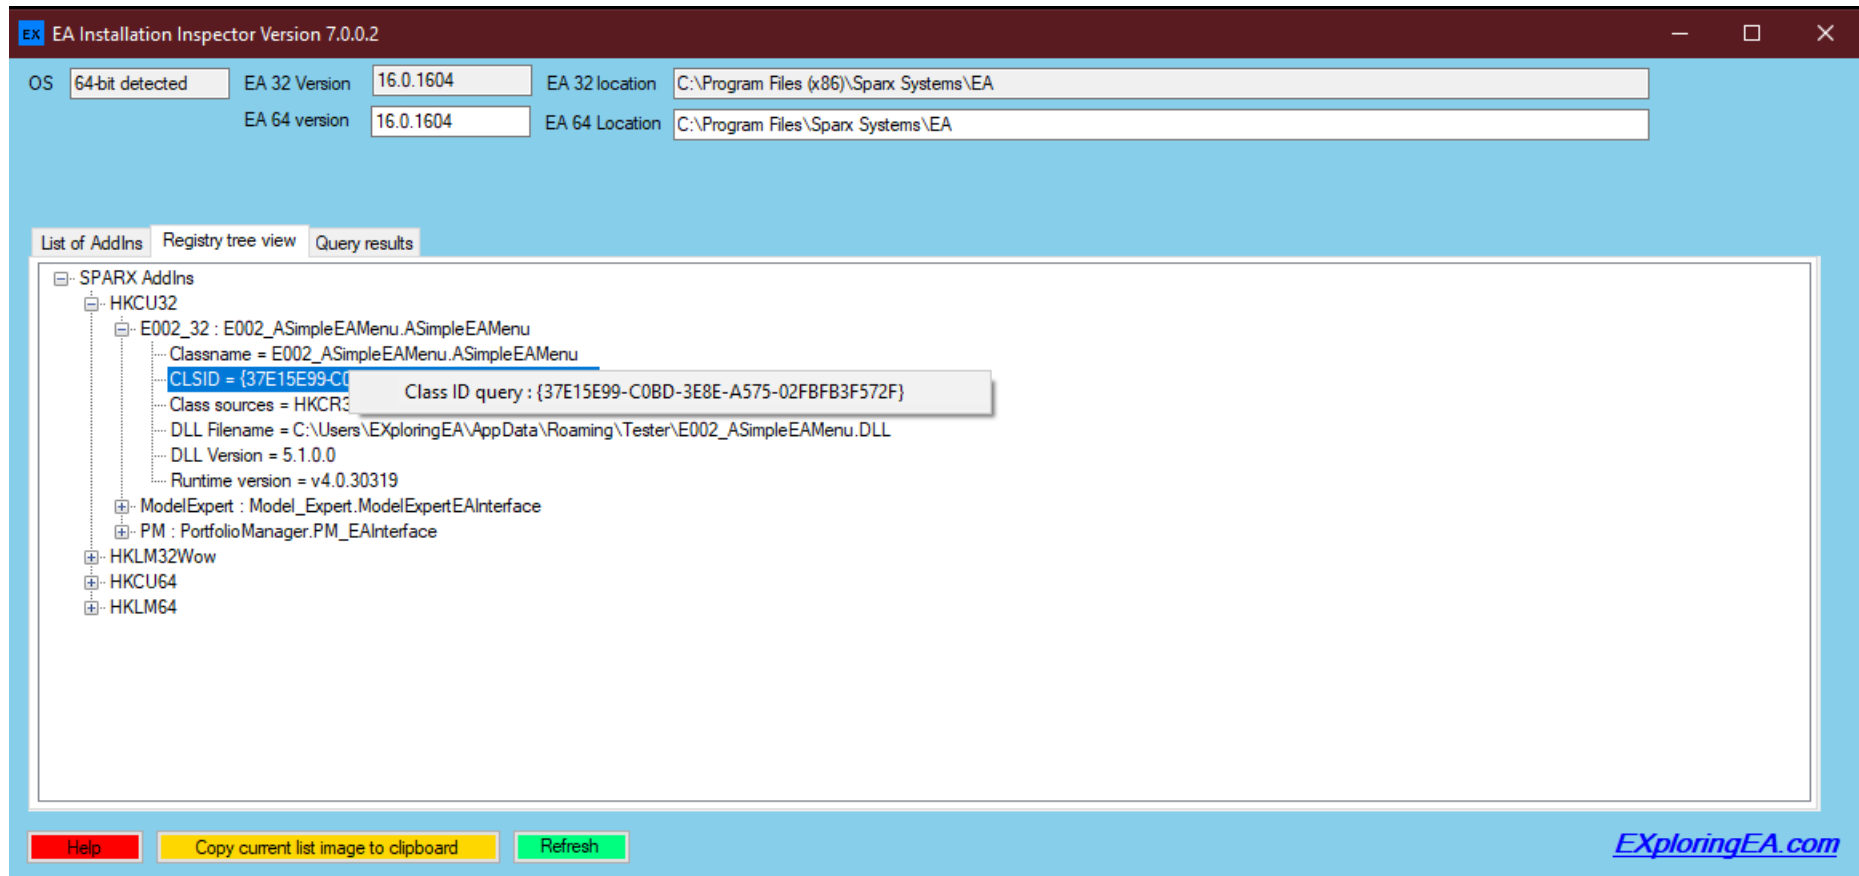 EX EA Installation Inspector Version 7.0.0.2
OS 64-bit detected EA 32 Version 16.0.1604 EA 32 location C:\Program Files (x86)\Sparx Systems\EA
EA 64 version 16.0.1604 EA 64 Location C:\Program Files\Sparx Systems\EA
List of AddIns Registry tree view Query results
SPARX AddIns
HKCU32
E002_32 : E002_ASimpleEAMenu.ASimpleEAMenu
Classname = E002_ASimpleEAMenu.ASimpleEAMenu
CLSID = {37E15E99-C0
Class ID query : {37E15E99-C0BD-3E8E-A575-02FBFB3F572F}
Class sources = HKCR3
DLL Filename = C:\Users\EXploringEA\AppData\Roaming\Tester\E002_ASimpleEAMenu.DLL
DLL Version = 5.1.0.0
Runtime version = v4.0.30319
ModelExpert : Model_Expert.ModelExpertEAInterface
PM : PortfolioManager.PM_EAInterface
HKLM32Wow
HKCU64
HKLM64
Help Copy current list image to clipboard Refresh EXploringEA.com